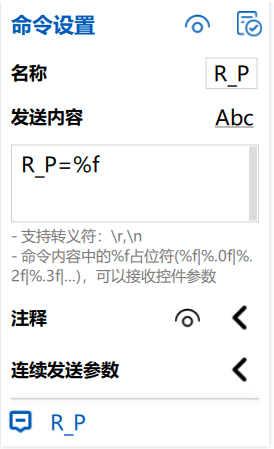 命令设置
名称 R_P
发送内容 Abc
R_P=%f
- 支持转义符：\r,\n
- 命令内容中的%f占位符(%f|%.0f|%.
2f|%.3f|...)，可以接收控件参数
注释
连续发送参数
R_P